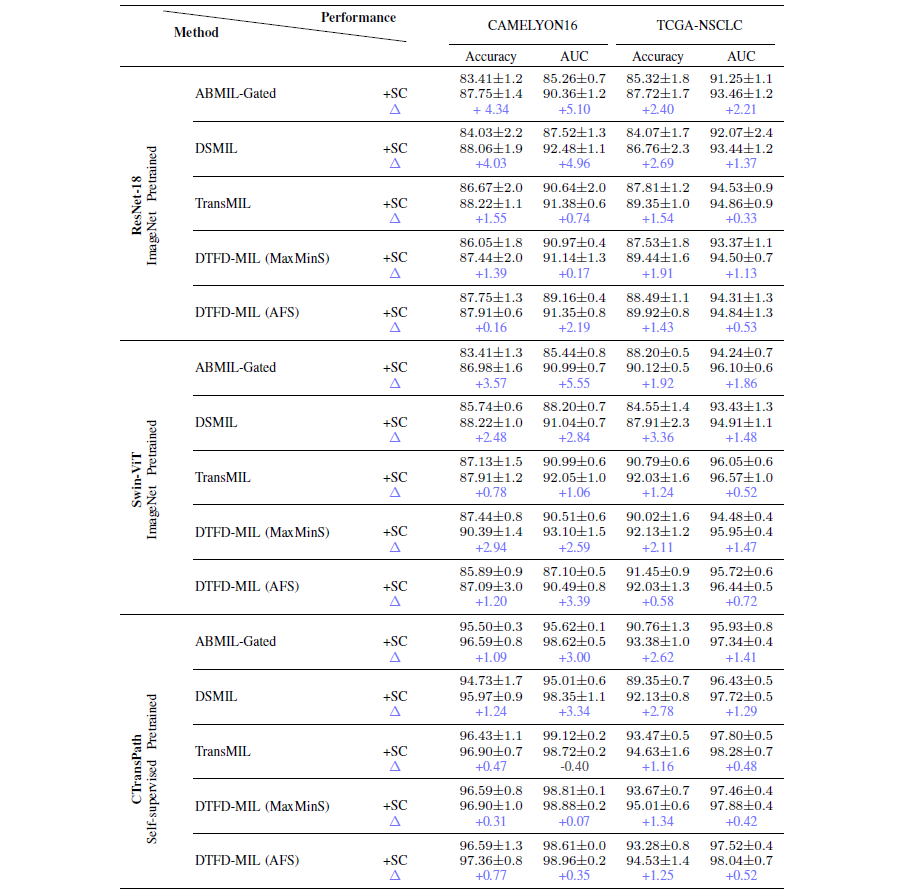 Performance
Method
CAMELYON16 TCGA-NSCLC
Accuracy AUC Accuracy AUC
ResNet-18
ImageNet Pretrained
83.41±1.2 85.26±0.7 85.32±1.8 91.25±1.1
ABMIL-Gated +SC 87.75±1.4 90.36±1.2 87.72±1.7 93.46±1.2
Δ + 4.34 +5.10 +2.40 +2.21
84.03±2.2 87.52±1.3 84.07±1.7 92.07±2.4
DSMIL +SC 88.06±1.9 92.48±1.1 86.76±2.3 93.44±1.2
Δ +4.03 +4.96 +2.69 +1.37
86.67±2.0 90.64±2.0 87.81±1.2 94.53±0.9
TransMIL +SC 88.22±1.1 91.38±0.6 89.35±1.0 94.86±0.9
Δ +1.55 +0.74 +1.54 +0.33
86.05±1.8 90.97±0.4 87.53±1.8 93.37±1.1
DTFD-MIL (MaxMinS) +SC 87.44±2.0 91.14±1.3 89.44±1.6 94.50±0.7
Δ +1.39 +0.17 +1.91 +1.13
87.75±1.3 89.16±0.4 88.49±1.1 94.31±1.3
DTFD-MIL (AFS) +SC 87.91±0.6 91.35±0.8 89.92±0.8 94.84±1.3
Δ +0.16 +2.19 +1.43 +0.53
Swin-ViT
ImageNet Pretrained
83.41±1.3 85.44±0.8 88.20±0.5 94.24±0.7
ABMIL-Gated +SC 86.98±1.6 90.99±0.7 90.12±0.5 96.10±0.6
Δ +3.57 +5.55 +1.92 +1.86
85.74±0.6 88.20±0.7 84.55±1.4 93.43±1.3
DSMIL +SC 88.22±1.0 91.04±0.7 87.91±2.3 94.91±1.1
Δ +2.48 +2.84 +3.36 +1.48
87.13±1.5 90.99±0.6 90.79±0.6 96.05±0.6
TransMIL +SC 87.91±1.2 92.05±1.0 92.03±1.6 96.57±1.0
Δ +0.78 +1.06 +1.24 +0.52
87.44±0.8 90.51±0.6 90.02±1.6 94.48±0.4
DTFD-MIL (MaxMinS) +SC 90.39±1.4 93.10±1.5 92.13±1.2 95.95±0.4
Δ +2.94 +2.59 +2.11 +1.47
85.89±0.9 87.10±0.5 91.45±0.9 95.72±0.6
DTFD-MIL (AFS) +SC 87.09±3.0 90.49±0.8 92.03±1.3 96.44±0.5
Δ +1.20 +3.39 +0.58 +0.72
CTransPath
Self-supervised Pretrained
95.50±0.3 95.62±0.1 90.76±1.3 95.93±0.8
ABMIL-Gated +SC 96.59±0.8 98.62±0.5 93.38±1.0 97.34±0.4
Δ +1.09 +3.00 +2.62 +1.41
94.73±1.7 95.01±0.6 89.35±0.7 96.43±0.5
DSMIL +SC 95.97±0.9 98.35±1.1 92.13±0.8 97.72±0.5
Δ +1.24 +3.34 +2.78 +1.29
96.43±1.1 99.12±0.2 93.47±0.5 97.80±0.5
TransMIL +SC 96.90±0.7 98.72±0.2 94.63±1.6 98.28±0.7
Δ +0.47 -0.40 +1.16 +0.48
96.59±0.8 98.81±0.1 93.67±0.7 97.46±0.4
DTFD-MIL (MaxMinS) +SC 96.90±1.0 98.88±0.2 95.01±0.6 97.88±0.4
Δ +0.31 +0.07 +1.34 +0.42
96.59±1.3 98.61±0.0 93.28±0.8 97.52±0.4
DTFD-MIL (AFS) +SC 97.36±0.8 98.96±0.2 94.53±1.4 98.04±0.7
Δ +0.77 +0.35 +1.25 +0.52